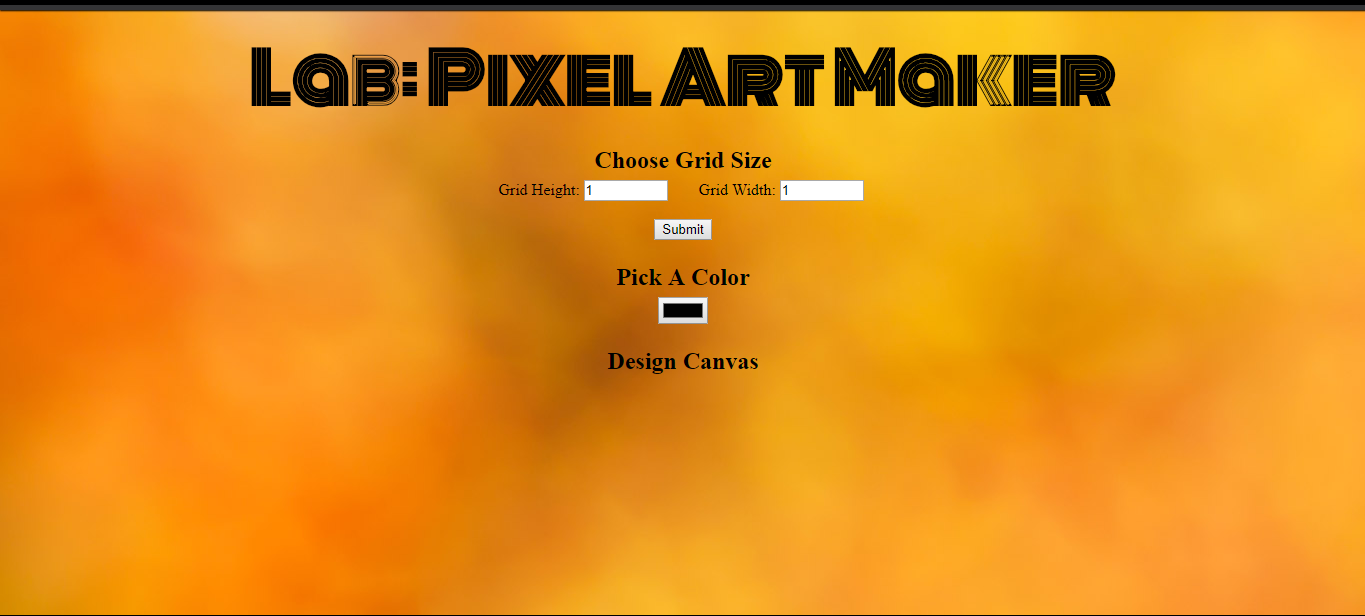 Lab: Pixel Art Maker
Choose Grid Size
Grid Height: 1 Grid Width: 1
Submit
Pick A Color
Design Canvas